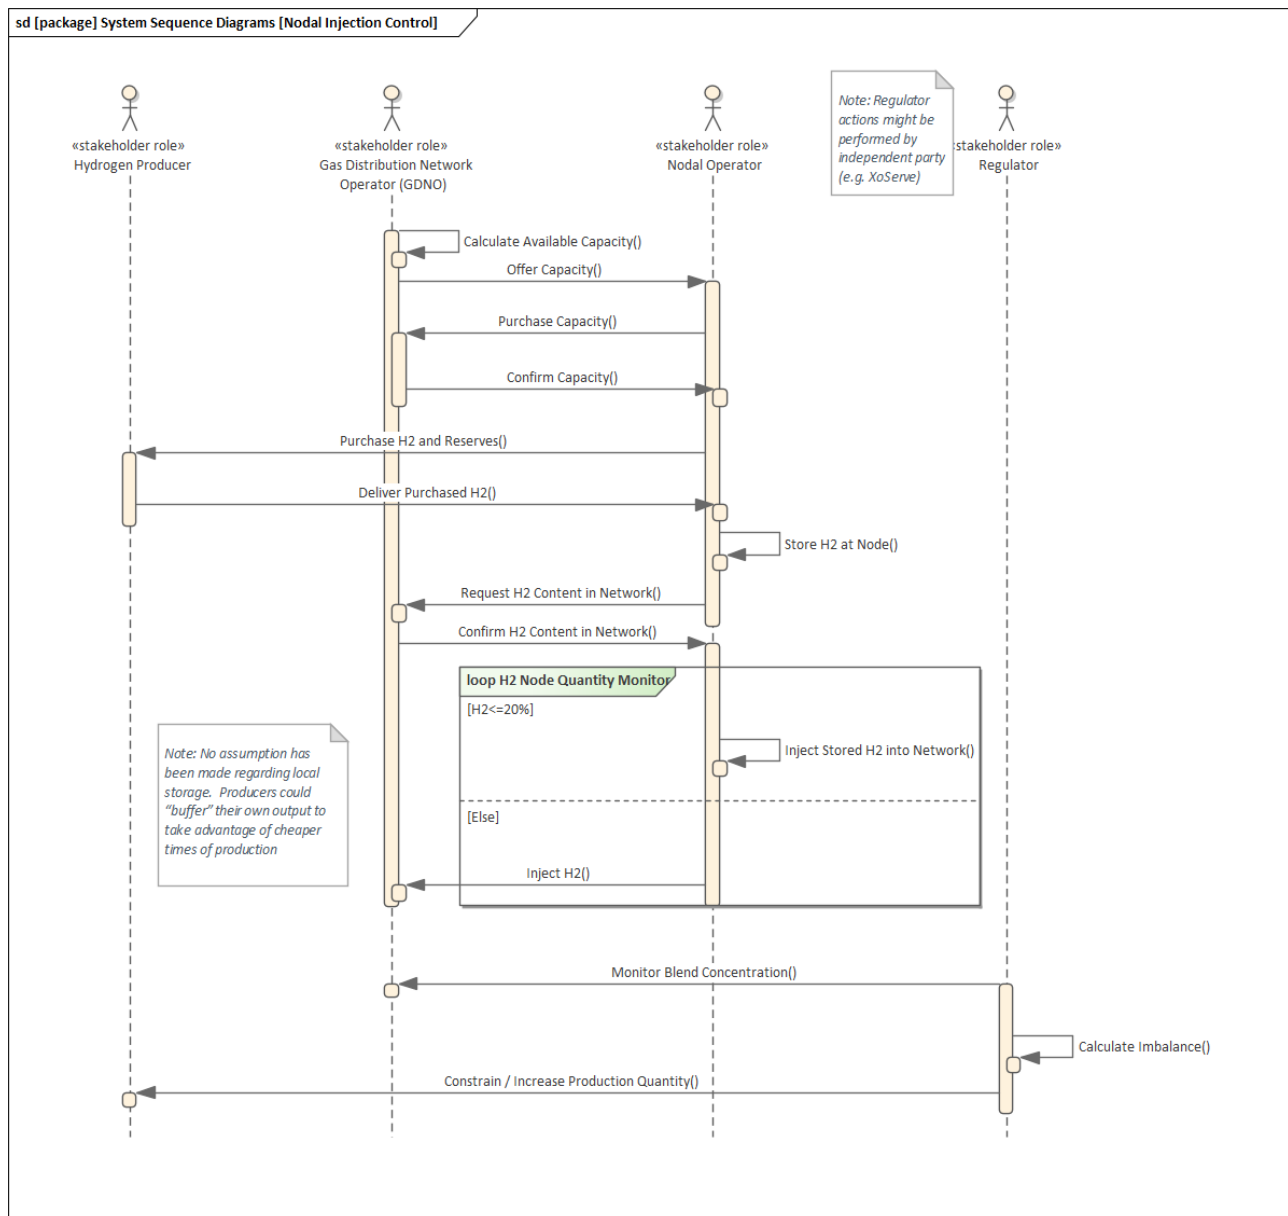 sd [package] System Sequence Diagrams [Nodal Injection Control]
«stakeholder role»
Hydrogen Producer
«stakeholder role»
Gas Distribution Network
Operator (GDNO)
«stakeholder role»
Nodal Operator
Note: Regulator
actions might be
performed by
independent party
(e.g. XoServe)
stakeholder role»
Regulator
Calculate Available Capacity()
Offer Capacity()
Purchase Capacity()
Confirm Capacity()
Purchase H2 and Reserves()
Deliver Purchased H2()
Store H2 at Node()
Request H2 Content in Network()
Confirm H2 Content in Network()
loop H2 Node Quantity Monitor
[H2<=20%]
Inject Stored H2 into Network()
Note: No assumption has
been made regarding local
storage. Producers could
“buffer” their own output to
take advantage of cheaper
times of production
[Else]
Inject H2()
Monitor Blend Concentration()
Calculate Imbalance()
Constrain / Increase Production Quantity()